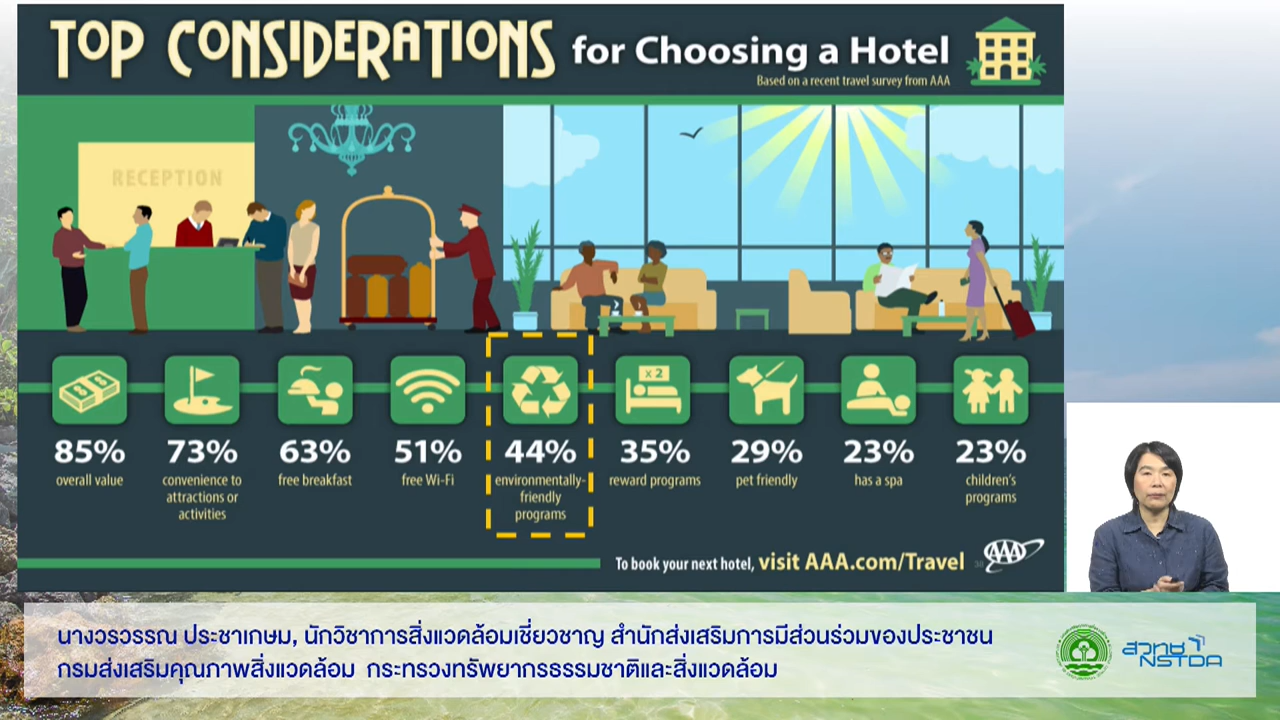 TOP CONSIDERATIONS for Choosing a Hotel
Based on a recent travel survey from AAA
RECEPTION
x 2
85%
overall value
73%
convenience to
attractions or
activities
63%
free breakfast
51%
free Wi-Fi
44%
environmentally-
friendly
programs
35%
reward programs
29%
pet friendly
23%
has a spa
23%
children's
programs
To book your next hotel, visit AAA.com/Travel
AAA
นางวรวรรณ ประชาเกษม, นักวิชาการสิ่งแวดล้อมเชี่ยวชาญ สำนักส่งเสริมการมีส่วนร่วมของประชาชน
กรมส่งเสริมคุณภาพสิ่งแวดล้อม กระทรวงทรัพยากรธรรมชาติและสิ่งแวดล้อม
สวทช
NSTDA